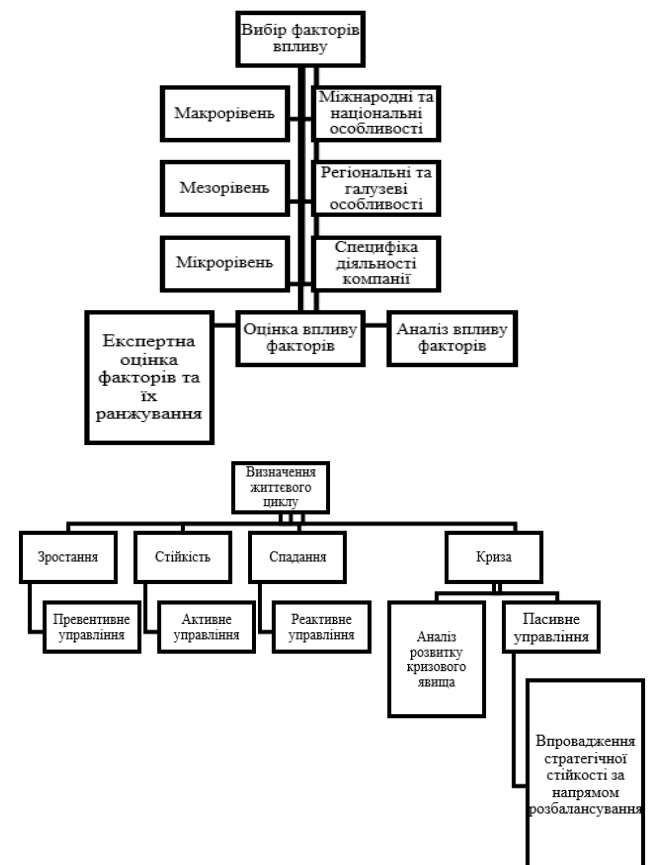 Вибір факторів
впливу
Макрорівень
Міжнародні та
національні
особливості
Мезорівень
Регіональні та
галузеві
особливості
Мікрорівень
Специфіка
діяльності
компанії
Експертна
оцінка
факторів та
їх
ранжування
Оцінка впливу
факторів
Аналіз впливу
факторів
Визначення
життєвого
циклу
Зростання
Стійкість
Спадання
Криза
Превентивне
управління
Активне
управління
Реактивне
управління
Аналіз
розвитку
кризового
явища
Пасивне
управління
Впровадження
стратегічної
стійкості за
напрямом
розбалансування